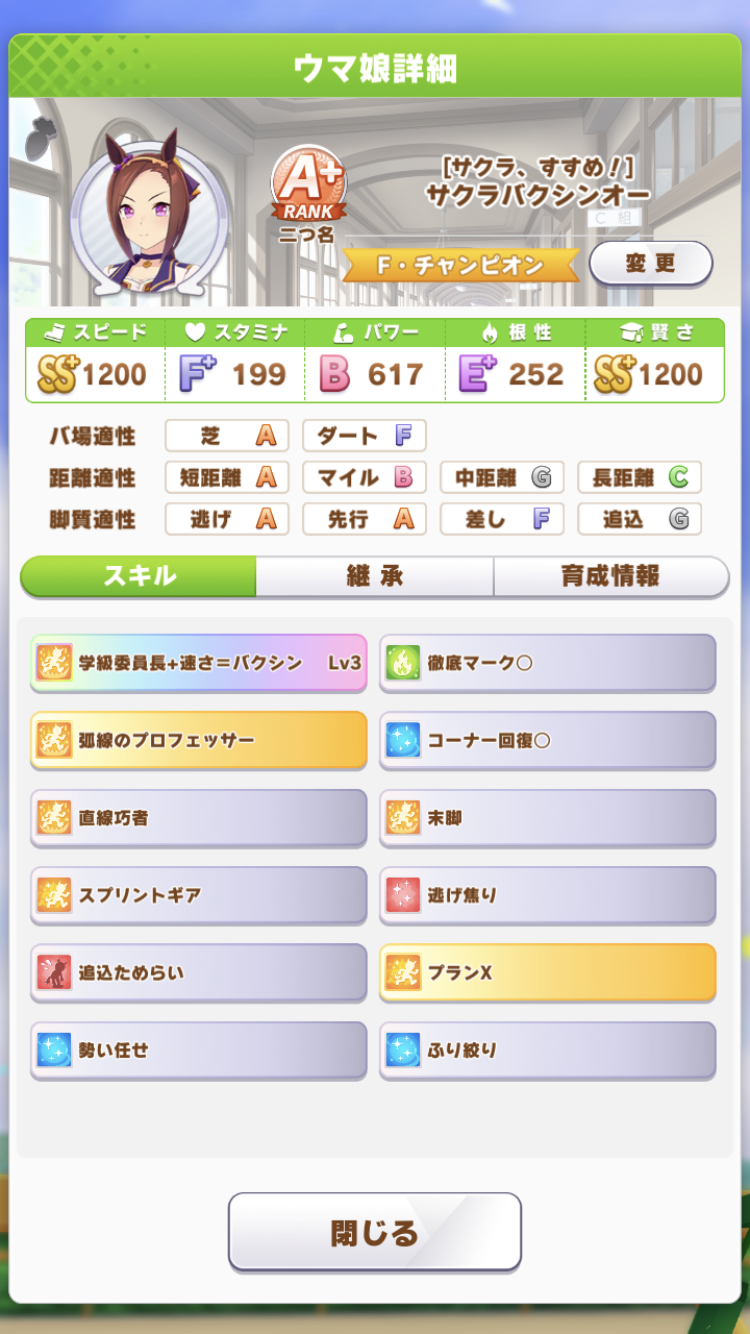 ウマ娘詳細
A+
RANK
二つ名
[サクラ、すすめ！]
サクラバクシンオー
C 組
F・チャンピオン
変更
スピード スタミナ パワー 根性 賢さ
SS+ 1200 F+ 199 B 617 E+ 252 SS+ 1200
バ場適性 芝 A ダート F
距離適性 短距離 A マイル B 中距離 G 長距離 C
脚質適性 逃げ A 先行 A 差し F 追込 G
スキル 継承 育成情報
学級委員長+速さ=バクシン Lv3 徹底マーク○
弧線のプロフェッサー コーナー回復○
直線巧者 末脚
スプリントギア 逃げ焦り
追込ためらい プランX
勢い任せ ふり絞り
閉じる